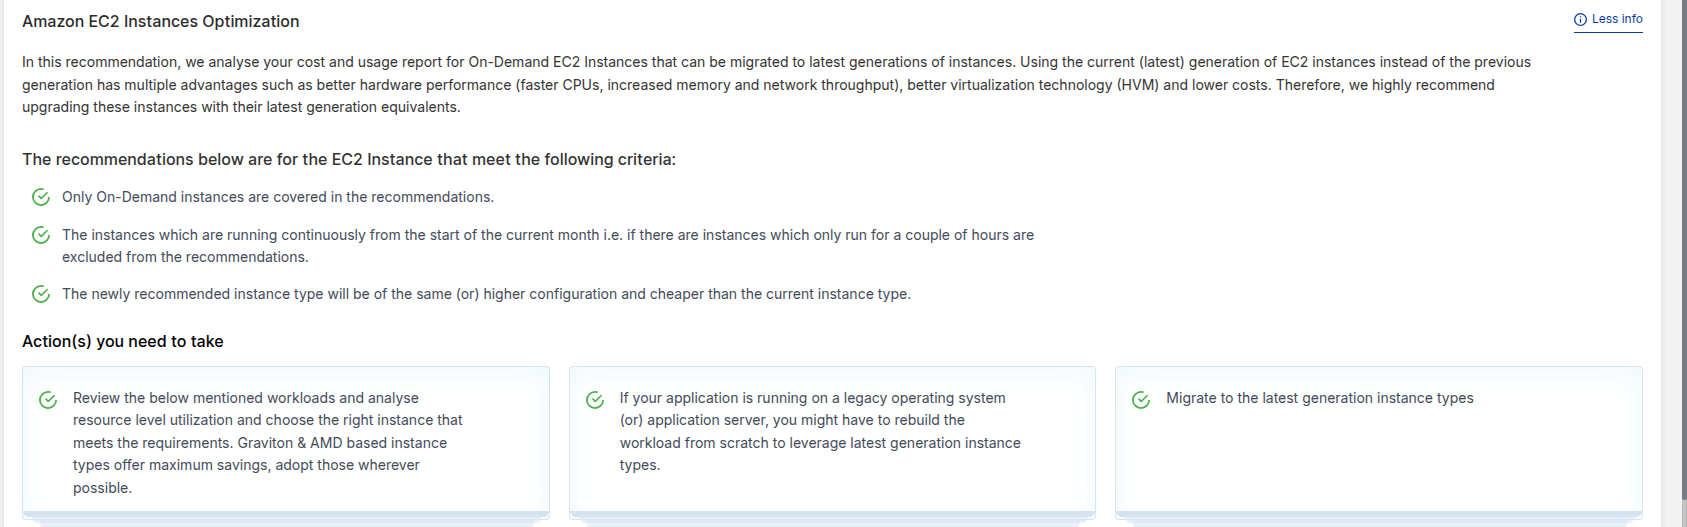 Amazon EC2 Instances Optimization
Less info
In this recommendation, we analyse your cost and usage report for On-Demand EC2 Instances that can be migrated to latest generations of instances. Using the current (latest) generation of EC2 instances instead of the previous
generation has multiple advantages such as better hardware performance (faster CPUs, increased memory and network throughput), better virtualization technology (HVM) and lower costs. Therefore, we highly recommend
upgrading these instances with their latest generation equivalents.
The recommendations below are for the EC2 Instance that meet the following criteria:
Only On-Demand instances are covered in the recommendations.
The instances which are running continuously from the start of the current month i.e. if there are instances which only run for a couple of hours are
excluded from the recommendations.
The newly recommended instance type will be of the same (or) higher configuration and cheaper than the current instance type.
Action(s) you need to take
Review the below mentioned workloads and analyse
resource level utilization and choose the right instance that
meets the requirements. Graviton & AMD based instance
types offer maximum savings, adopt those wherever
possible.
If your application is running on a legacy operating system
(or) application server, you might have to rebuild the
workload from scratch to leverage latest generation instance
types.
Migrate to the latest generation instance types